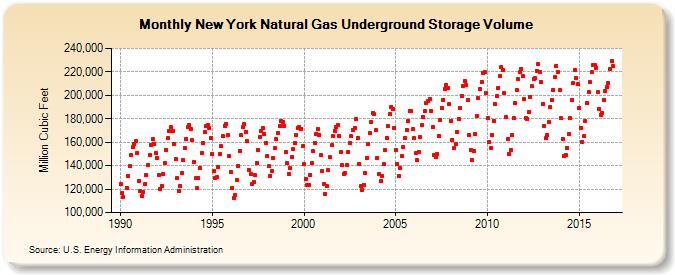 Monthly New York Natural Gas Underground Storage Volume
Million Cubic Feet
240,000
220,000
200,000
180,000
160,000
140,000
120,000
100,000
1990 1995 2000 2005 2010 2015
Source: U.S. Energy Information Administration